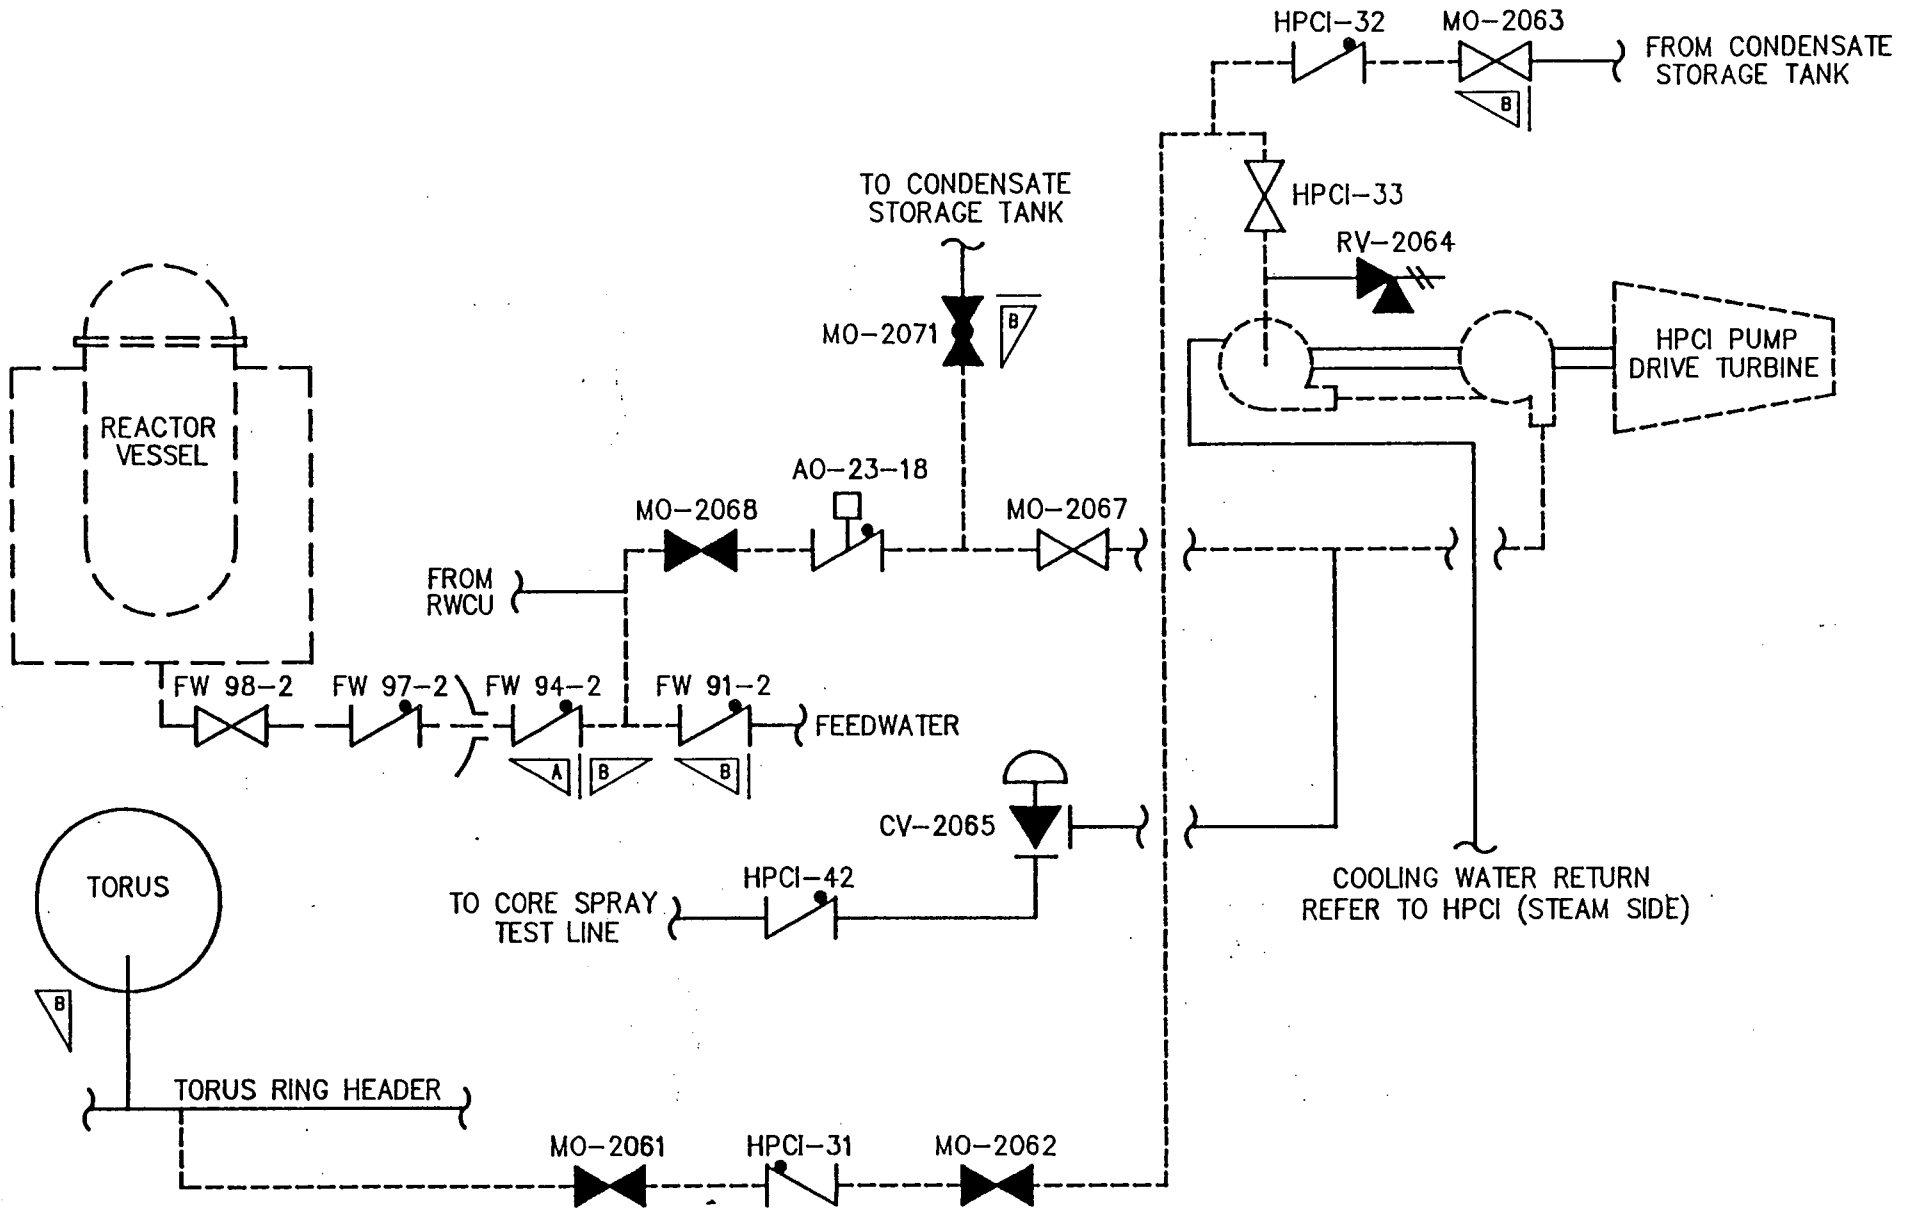 HPCI-32
MO-2063
FROM CONDENSATE
STORAGE TANK
B
TO CONDENSATE
STORAGE TANK
HPCI-33
RV-2064
MO-2071
B
HPCI PUMP
DRIVE TURBINE
REACTOR
VESSEL
AO-23-18
MO-2068
MO-2067
FROM
RWCU
FW 98-2
FW 97-2
FW 94-2
FW 91-2
FEEDWATER
A
B
B
CV-2065
TORUS
HPCI-42
TO CORE SPRAY
TEST LINE
COOLING WATER RETURN
REFER TO HPCI (STEAM SIDE)
B
TORUS RING HEADER
MO-2061
HPCI-31
MO-2062